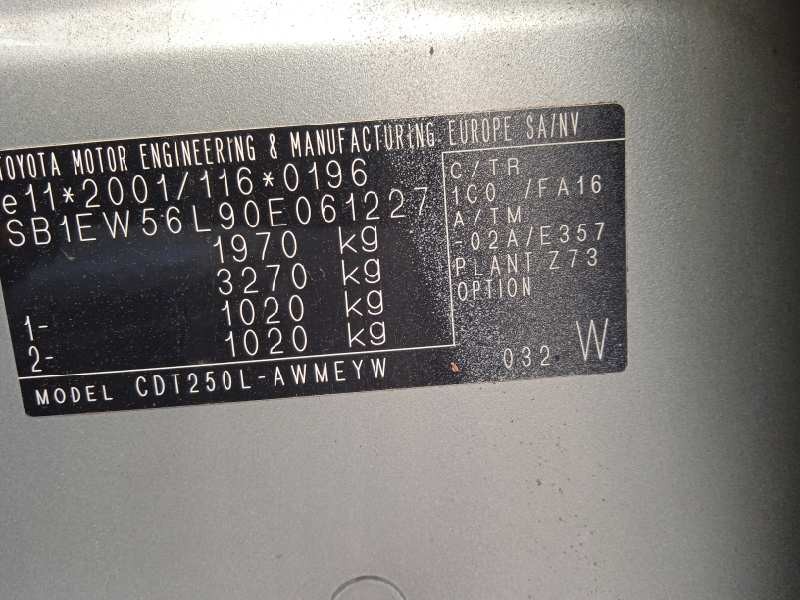 TOYOTA MOTOR ENGINEERING & MANUFACTURING EUROPE SA/NV
e11*2001/116*0196
SB1EW56L90E061227
1970 kg
3270 kg
1- 1020 kg
2- 1020 kg
MODEL CDT250L-AWMEYW
C/TR
1C0 /FA16
A/TM
-02A/E357
PLANT Z73
OPTION
032 W